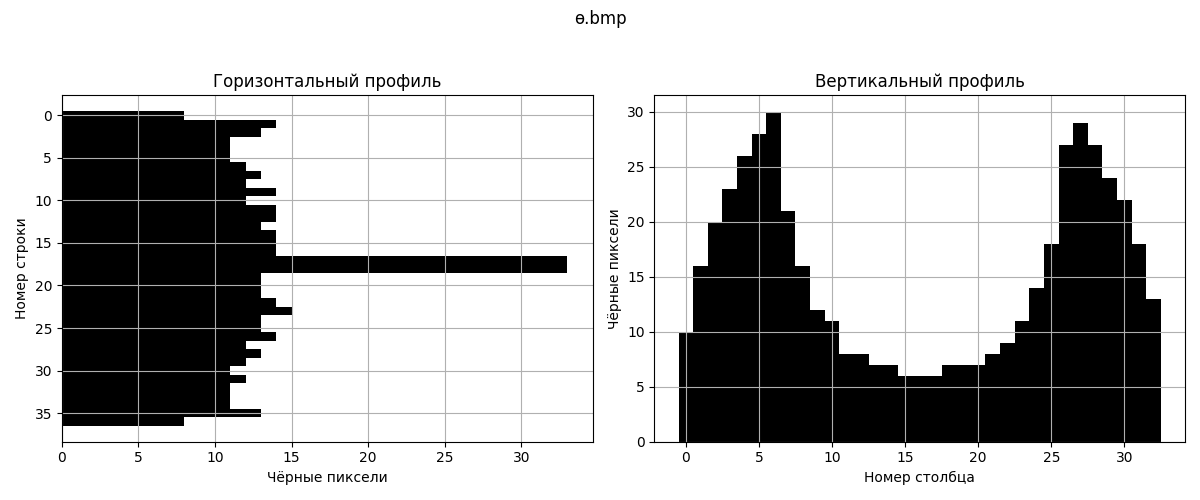 ө.bmp
Горизонтальный профиль
Вертикальный профиль
Номер строки
0
5
10
15
20
25
30
35
0 5 10 15 20 25 30
Чёрные пиксели
Чёрные пиксели
30
25
20
15
10
5
0
0 5 10 15 20 25 30
Номер столбца